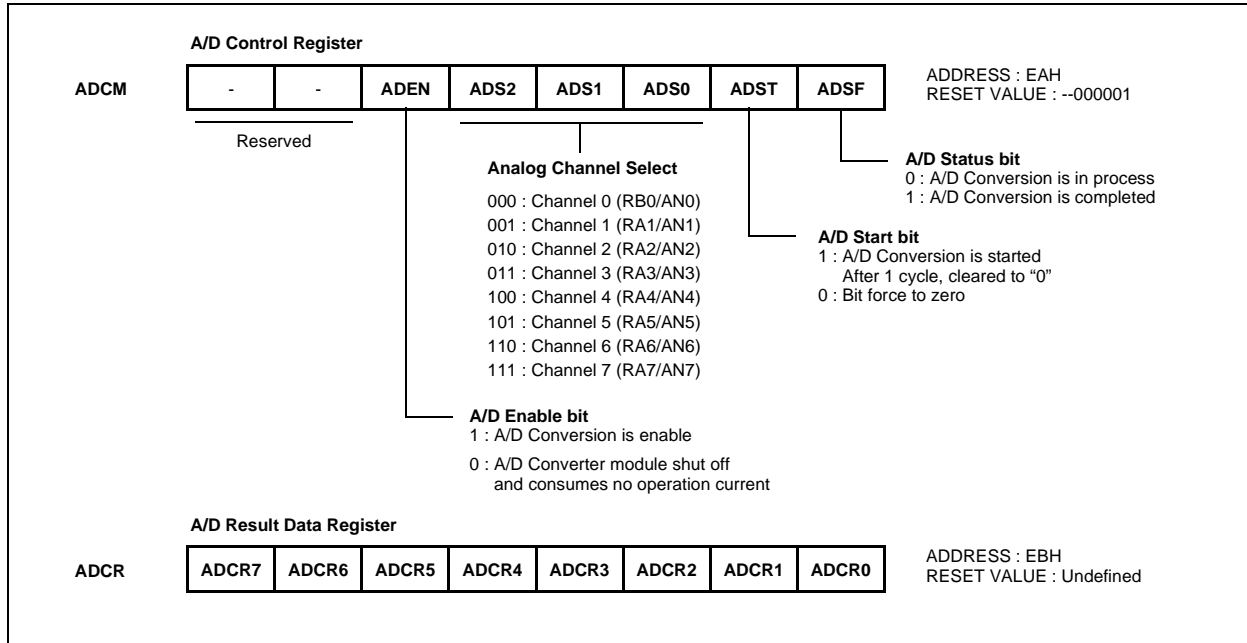 A/D Control Register
ADCM - - ADEN ADS2 ADS1 ADS0 ADST ADSF
ADDRESS : EAH
RESET VALUE : --000001
Reserved
Analog Channel Select
000 : Channel 0 (RB0/AN0)
001 : Channel 1 (RA1/AN1)
010 : Channel 2 (RA2/AN2)
011 : Channel 3 (RA3/AN3)
100 : Channel 4 (RA4/AN4)
101 : Channel 5 (RA5/AN5)
110 : Channel 6 (RA6/AN6)
111 : Channel 7 (RA7/AN7)
A/D Status bit
0 : A/D Conversion is in process
1 : A/D Conversion is completed
A/D Start bit
1 : A/D Conversion is started
After 1 cycle, cleared to “0”
0 : Bit force to zero
A/D Enable bit
1 : A/D Conversion is enable
0 : A/D Converter module shut off
and consumes no operation current
A/D Result Data Register
ADCR ADCR7 ADCR6 ADCR5 ADCR4 ADCR3 ADCR2 ADCR1 ADCR0
ADDRESS : EBH
RESET VALUE : Undefined